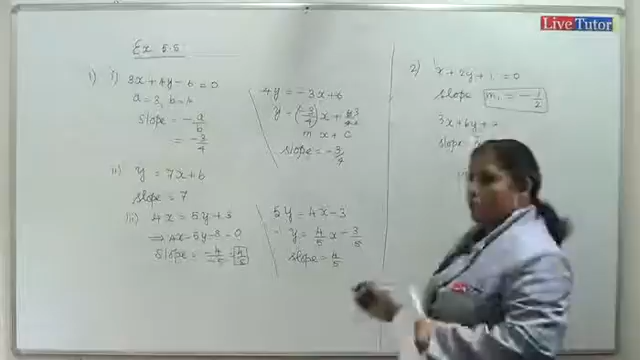 Live Tutor
Ex 5.5
1) i) 3x + 4y - 6 = 0
a = 3, b = 4
slope = -a/b
= -3/4
4y = -3x + 6
y = (-3/4)x +
m x + c
slope = -3/4
ii) y = 7x + 6
slope = 7
iii) 4x = 5y + 3
⇒ 4x - 5y - 3 = 0
slope = -4/-5 = 4/5
5y = 4x - 3
y = 4/5 x - 3/5
slope = 4/5
2) x + 2y + 1 = 0
slope m₁ = -1/2
3x + 6y + 2
slope